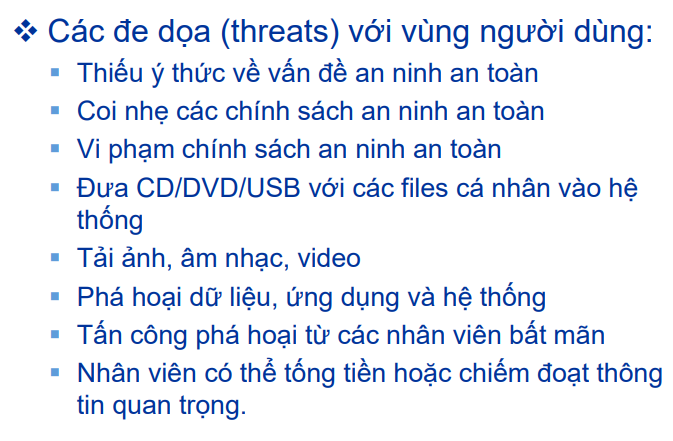 ❖ Các đe dọa (threats) với vùng người dùng:
▪ Thiếu ý thức về vấn đề an ninh an toàn
▪ Coi nhẹ các chính sách an ninh an toàn
▪ Vi phạm chính sách an ninh an toàn
▪ Đưa CD/DVD/USB với các files cá nhân vào hệ
thống
▪ Tải ảnh, âm nhạc, video
▪ Phá hoại dữ liệu, ứng dụng và hệ thống
▪ Tấn công phá hoại từ các nhân viên bất mãn
▪ Nhân viên có thể tống tiền hoặc chiếm đoạt thông
tin quan trọng.